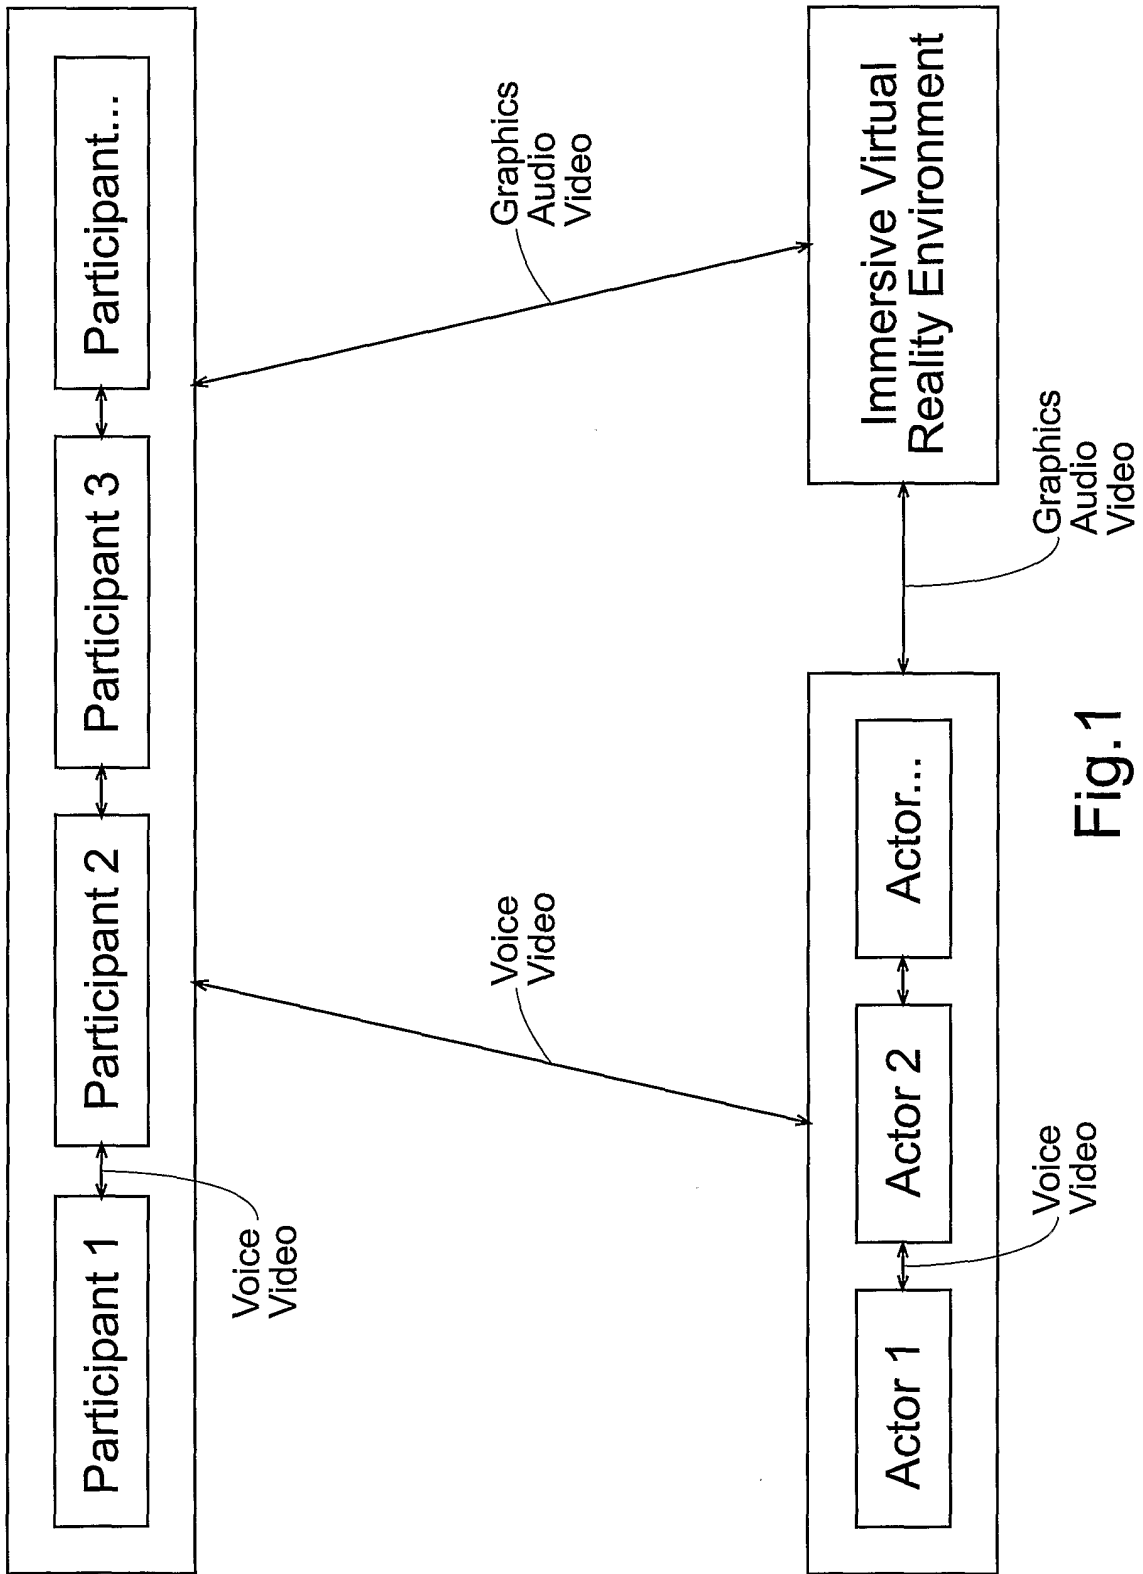 Participant 1
Participant 2
Participant 3
Participant...
Voice
Video
Voice
Video
Graphics
Audio
Video
Actor 1
Actor 2
Actor...
Immersive Virtual
Reality Environment
Voice
Video
Graphics
Audio
Video
Fig.1